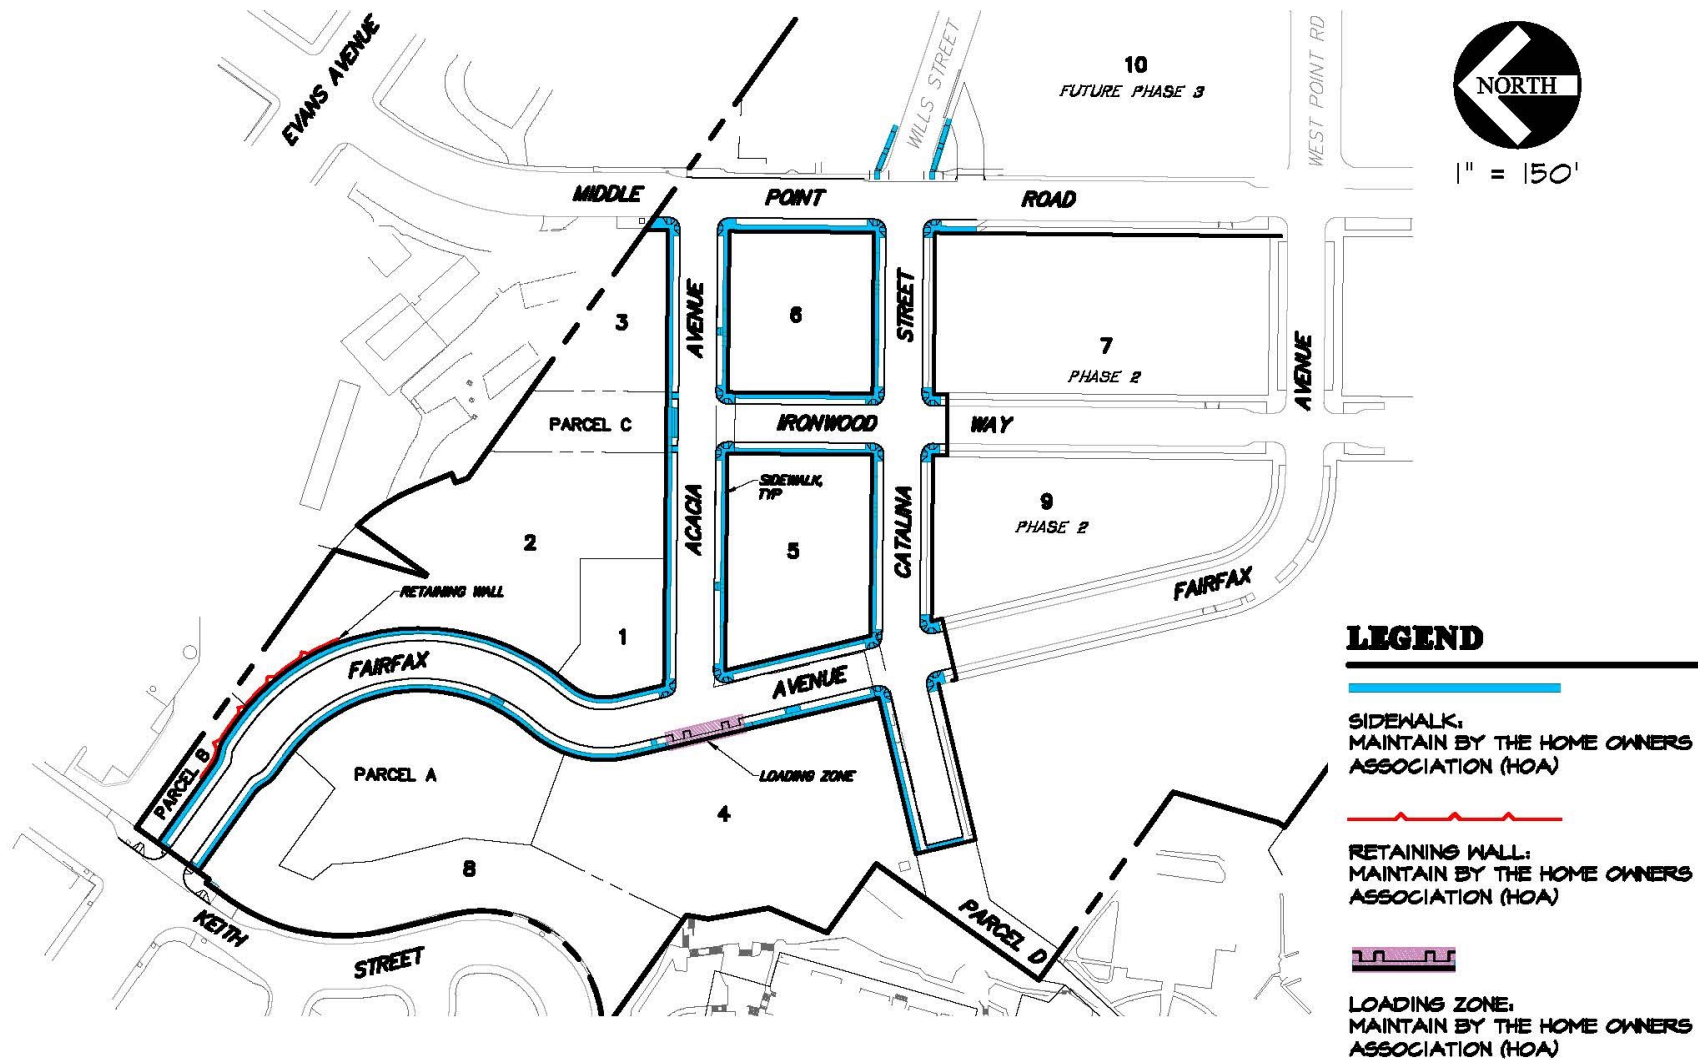 EVANS AVENUE
WILLS STREET
10
FUTURE PHASE 3
WEST POINT RD
NORTH
1" = 150'
MIDDLE POINT ROAD
3
AVENUE
6
STREET
7
PHASE 2
AVENUE
PARCEL C
IRONWOOD WAY
SIDEWALK,
TYP
2
ACACIA
5
CATALINA
9
PHASE 2
RETAINING WALL
FAIRFAX
1
FAIRFAX
AVENUE
PARCEL B
PARCEL A
LOADING ZONE
4
8
KEITH
STREET
PARCEL D
LEGEND
SIDEWALK:
MAINTAIN BY THE HOME OWNERS
ASSOCIATION (HOA)
RETAINING WALL:
MAINTAIN BY THE HOME OWNERS
ASSOCIATION (HOA)
LOADING ZONE:
MAINTAIN BY THE HOME OWNERS
ASSOCIATION (HOA)